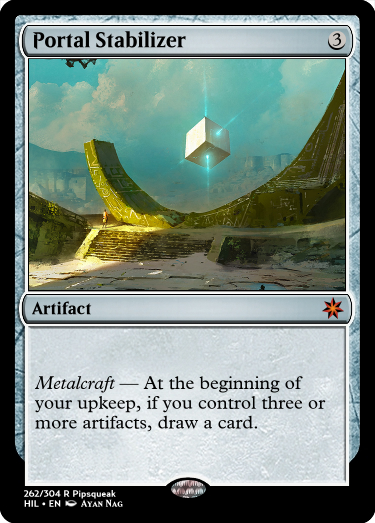 Portal Stabilizer 3
Artifact
Metalcraft — At the beginning of
your upkeep, if you control three or
more artifacts, draw a card.
262/304 R Pipsqueak
HIL • EN Ayan Nag